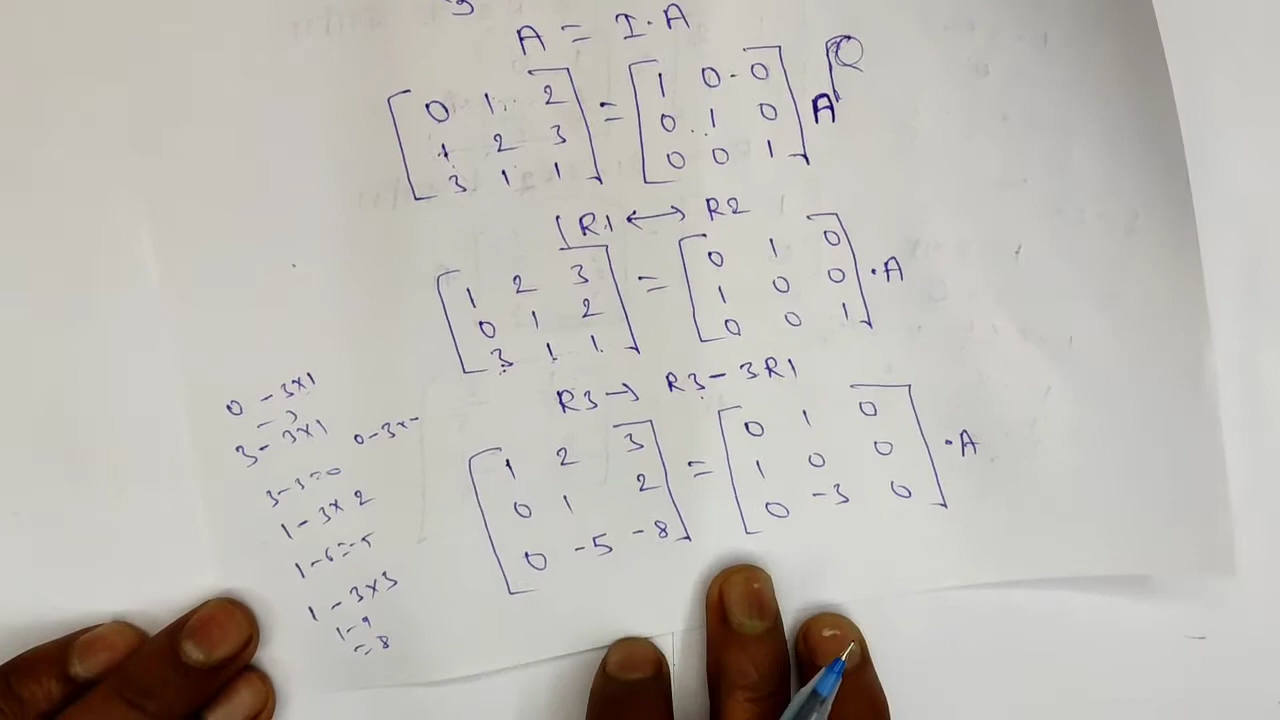 A = I . A
[ 0 1 2 ] = [ 1 0 0 ] A
[ 1 2 3 ] [ 0 1 0 ]
[ 3 1 1 ] [ 0 0 1 ]
R1 ↔ R2
[ 1 2 3 ] = [ 0 1 0 ] . A
[ 0 1 2 ] [ 1 0 0 ]
[ 3 1 1 ] [ 0 0 1 ]
R3 → R3 - 3R1
[ 1 2 3 ] = [ 0 1 0 ] . A
[ 0 1 2 ] [ 1 0 0 ]
[ 0 -5 -8 ] [ 0 -3 0 ]
0 - 3×1
3 - 3×1
3-3=0
1 - 3×2
1-6=-5
1 - 3×3
1-9
=8